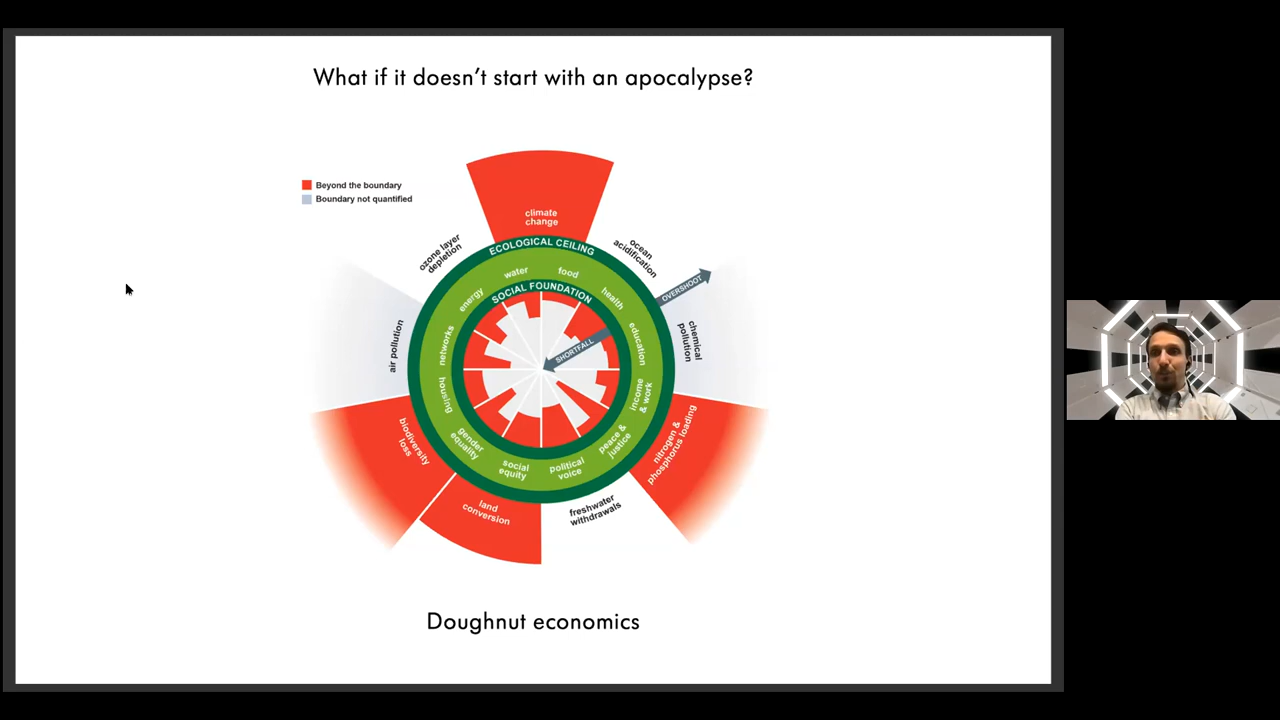 What if it doesn't start with an apocalypse?
Beyond the boundary
Boundary not quantified
climate
change
ozone layer
depletion
ocean
acidification
ECOLOGICAL CEILING
OVERSHOOT
water
food
SOCIAL FOUNDATION
energy
health
SHORTFALL
networks
education
air pollution
chemical
pollution
housing
income
& work
gender
equality
peace &
justice
social
equity
political
voice
biodiversity
loss
nitrogen &
phosphorus loading
land
conversion
freshwater
withdrawals
Doughnut economics